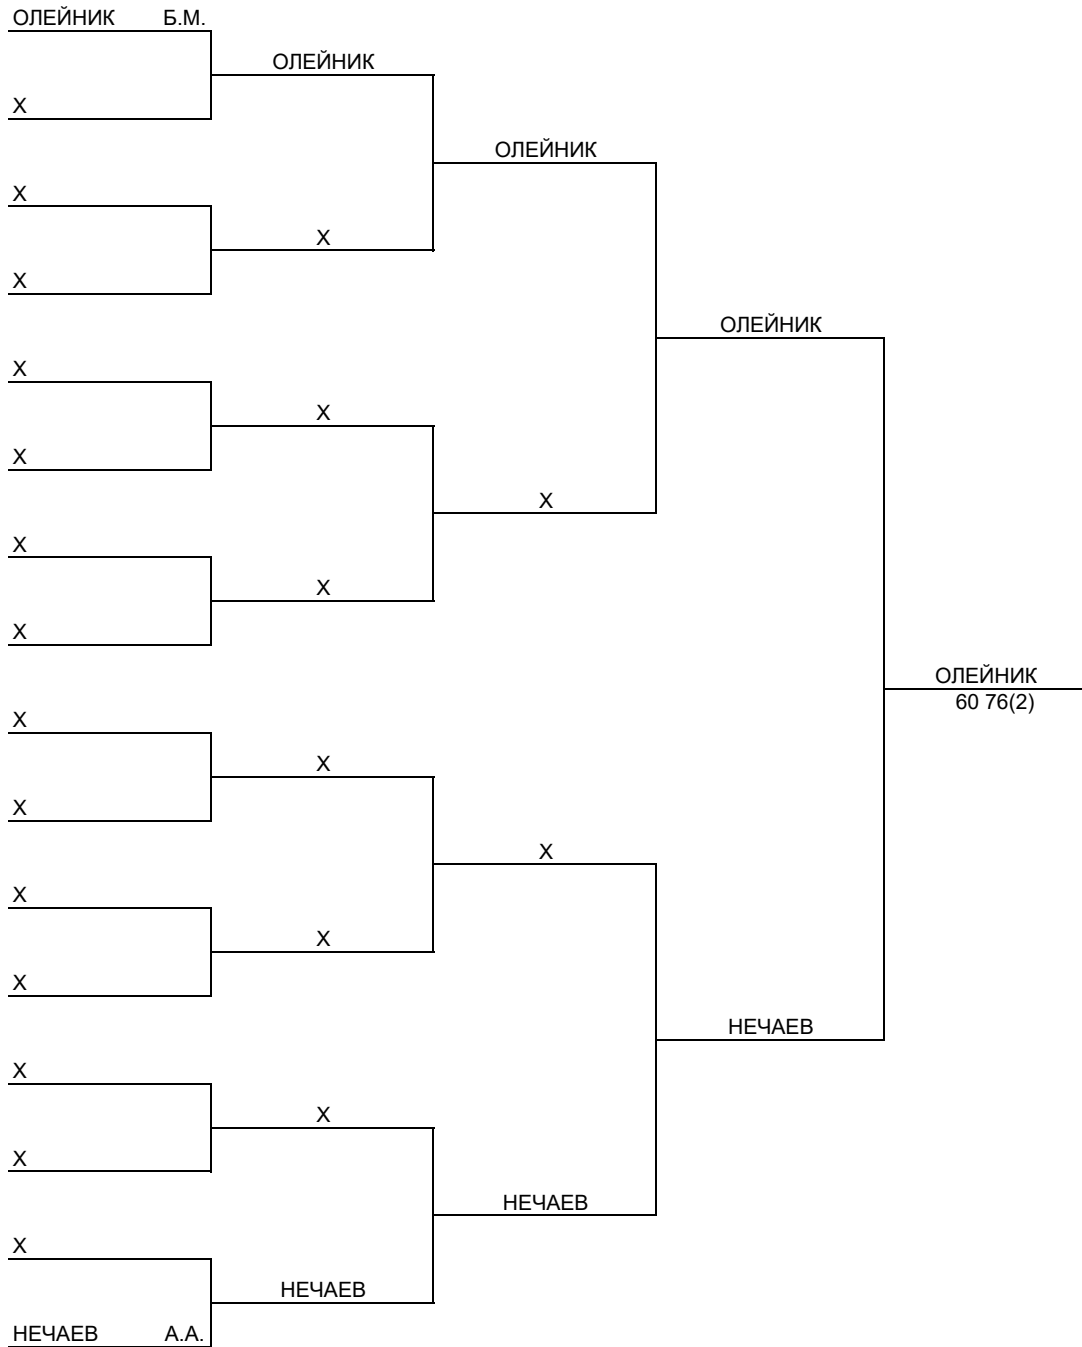 ОЛЕЙНИК Б.М.
ОЛЕЙНИК
Х
ОЛЕЙНИК
Х
Х
Х
ОЛЕЙНИК
Х
Х
Х
Х
Х
Х
Х
ОЛЕЙНИК
60 76(2)
Х
Х
Х
Х
Х
Х
Х
НЕЧАЕВ
Х
Х
Х
НЕЧАЕВ
Х
НЕЧАЕВ
НЕЧАЕВ А.А.